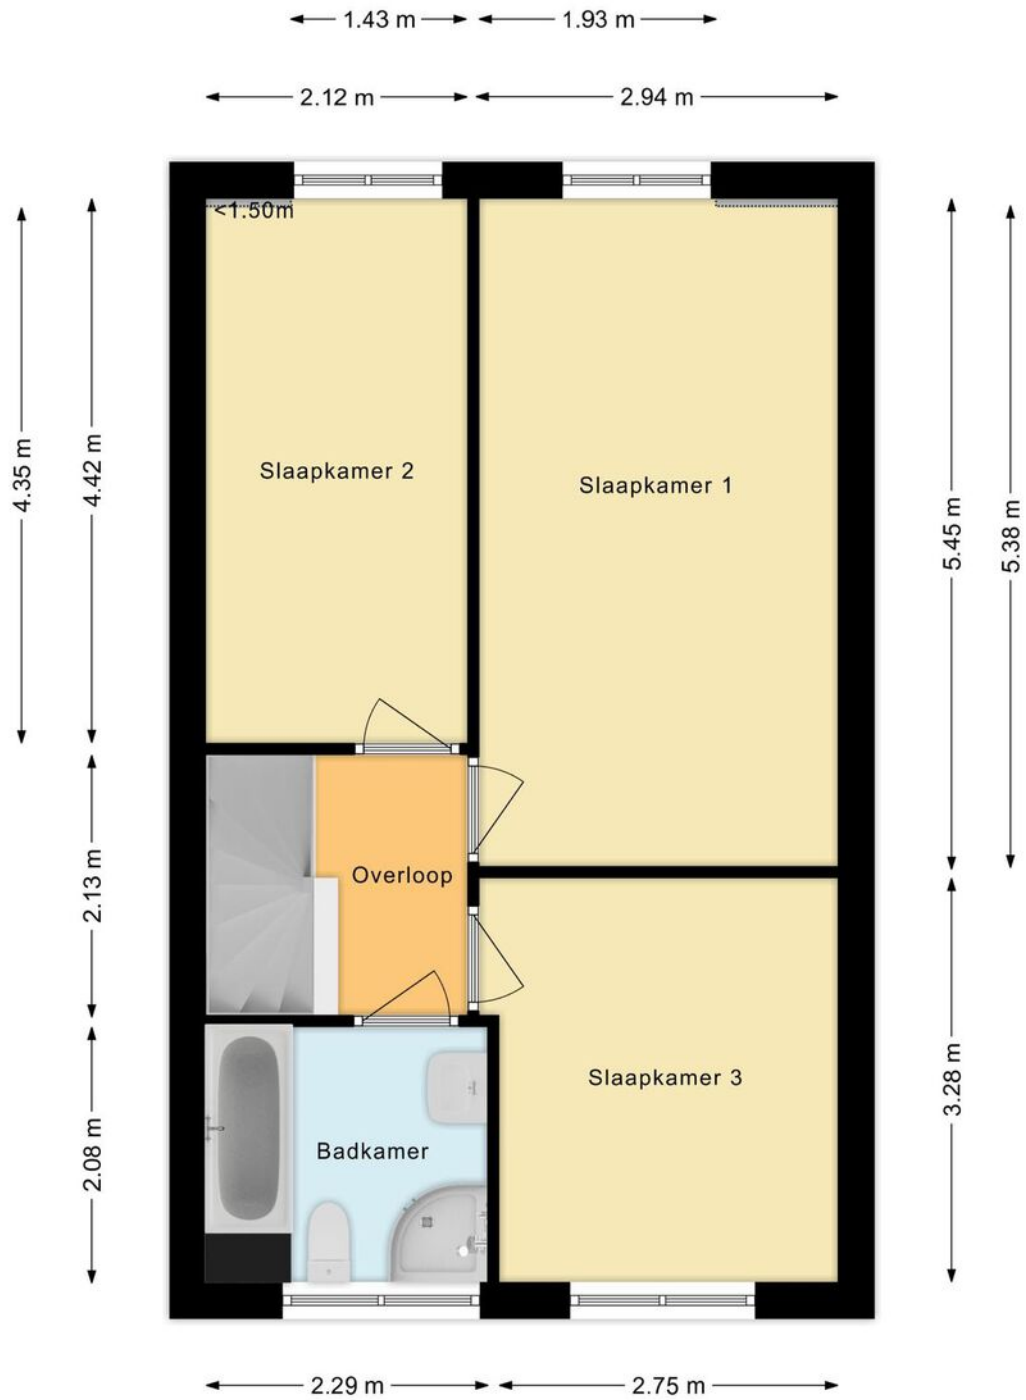 1.43 m
1.93 m
2.12 m
2.94 m
<1.50m
4.35 m
4.42 m
Slaapkamer 2
Slaapkamer 1
5.45 m
5.38 m
2.13 m
Overloop
3.28 m
Slaapkamer 3
2.08 m
Badkamer
2.29 m
2.75 m